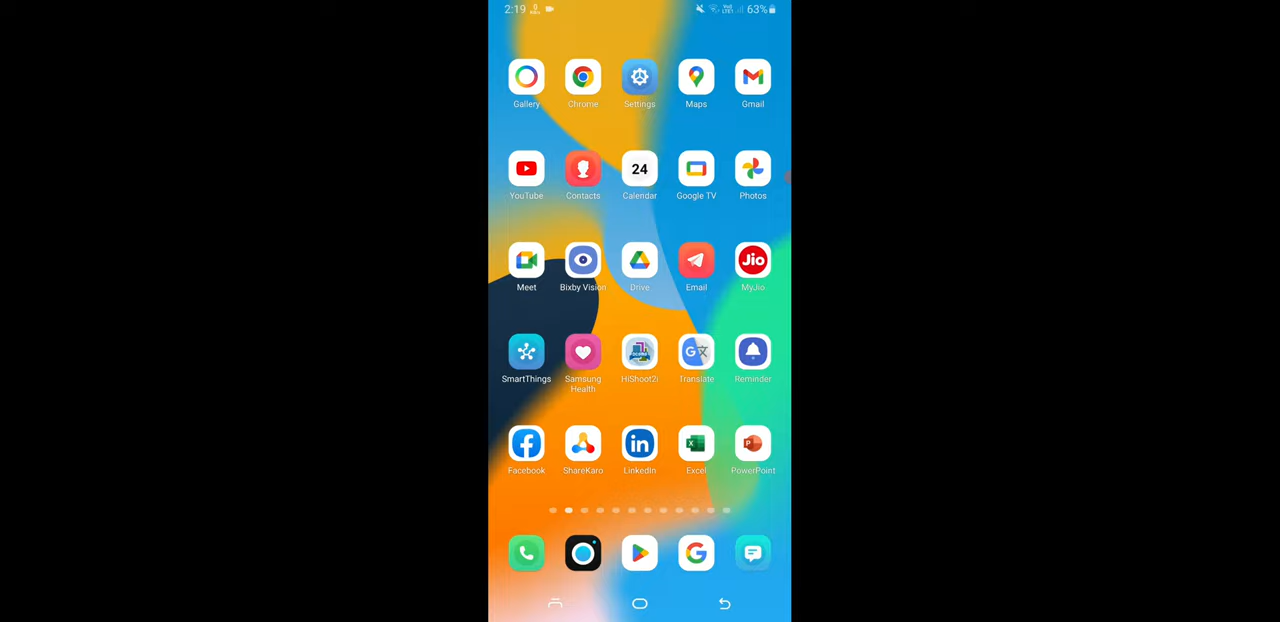 2:19 63%
Gallery Chrome Settings Maps Gmail
24
YouTube Contacts Calendar Google TV Photos
Jio
Meet Bixby Vision Drive Email MyJio
SmartThings Samsung Health HiShoot2i Translate Reminder
in
Facebook ShareKaro LinkedIn Excel PowerPoint